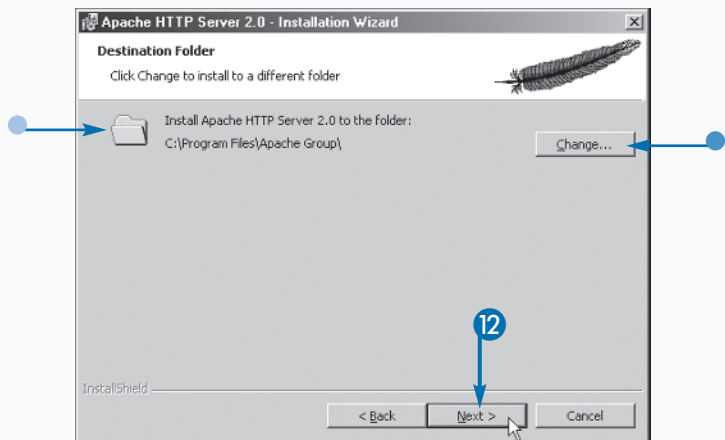 Apache HTTP Server 2.0 - Installation Wizard
Destination Folder
Click Change to install to a different folder
Install Apache HTTP Server 2.0 to the folder:
C:\Program Files\Apache Group\
Change...
12
InstallShield
< Back Next > Cancel